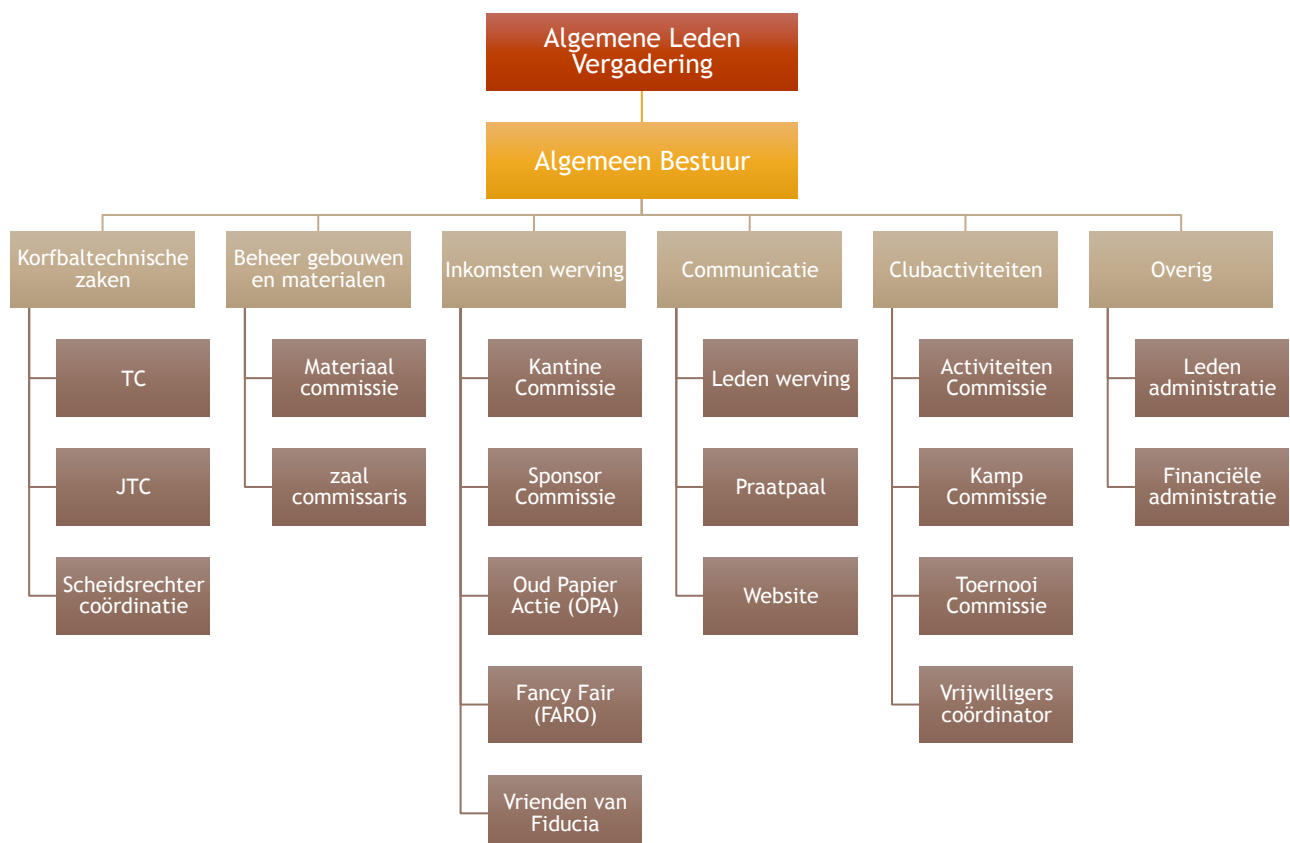 Algemene Leden
Vergadering
Algemeen Bestuur
Korfbaltechnische
zaken
TC
JTC
Scheidsrechter
coördinatie
Beheer gebouwen
en materialen
Materiaal
commissie
zaal
commissaris
Inkomsten werving
Kantine
Commissie
Sponsor
Commissie
Oud Papier
Actie (OPA)
Fancy Fair
(FARO)
Vrienden van
Fiducia
Communicatie
Leden werving
Praatpaal
Website
Clubactiviteiten
Activiteiten
Commissie
Kamp
Commissie
Toernooi
Commissie
Vrijwilligers
coördinator
Overig
Leden
administratie
Financiële
administratie